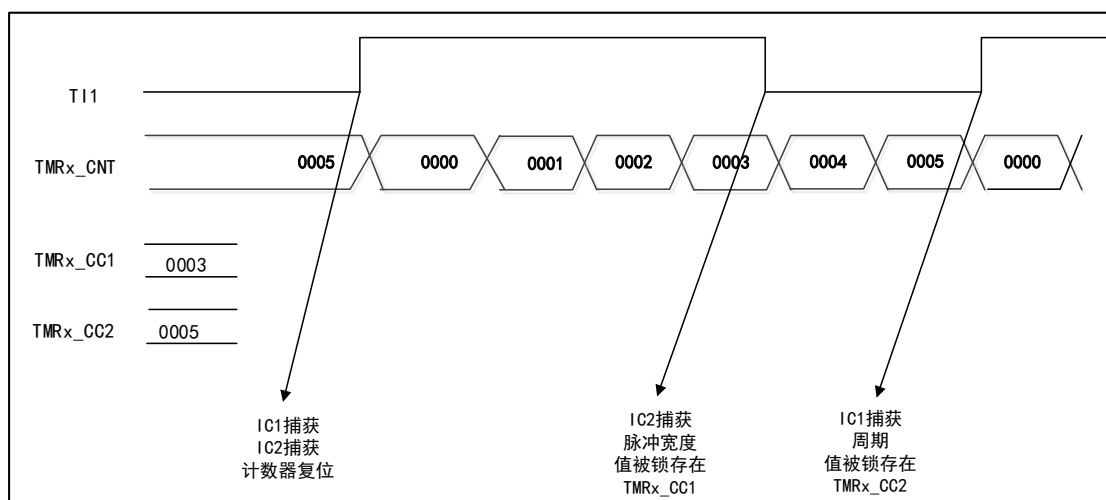 TI1
TMRx_CNT
0005 0000 0001 0002 0003 0004 0005 0000
TMRx_CC1
0003
TMRx_CC2
0005
IC1捕获
IC2捕获
计数器复位
IC2捕获
脉冲宽度
值被锁存在
TMRx_CC1
IC1捕获
周期
值被锁存在
TMRx_CC2